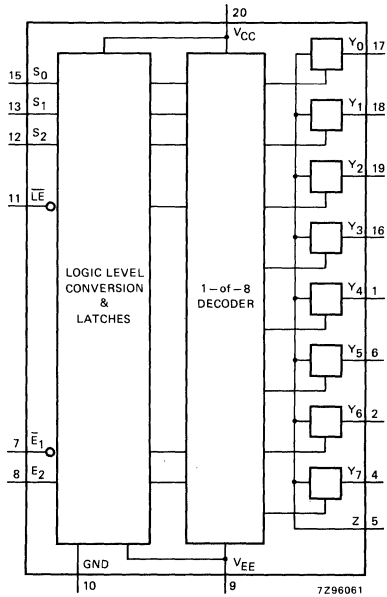 20
VCC
15 S0
13 S1
12 S2
11 L̅E̅
LOGIC LEVEL
CONVERSION
&
LATCHES
1-of-8
DECODER
7 E̅1
8 E2
GND
10
VEE
9
Y0 17
Y1 18
Y2 19
Y3 16
Y4 1
Y5 6
Y6 2
Y7 4
Z 5
7Z96061